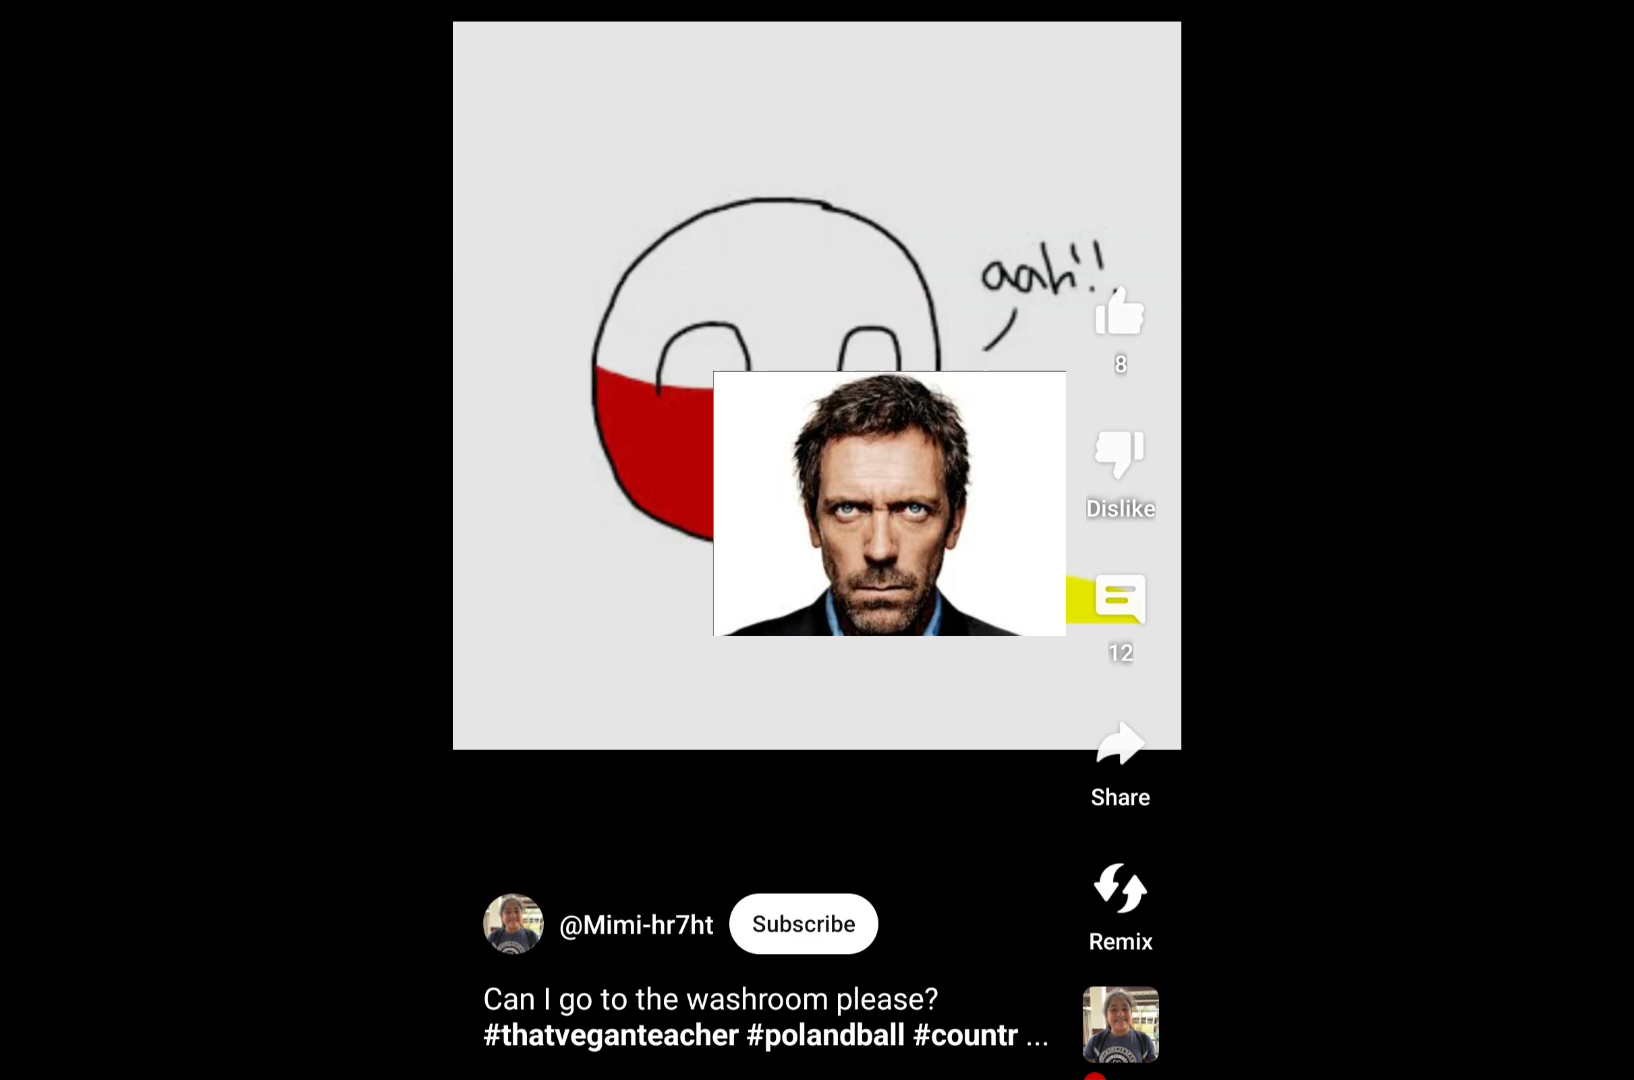 aah!!
8
Dislike
12
Share
Remix
@Mimi-hr7ht
Subscribe
Can I go to the washroom please?
#thatveganteacher #polandball #countr ...